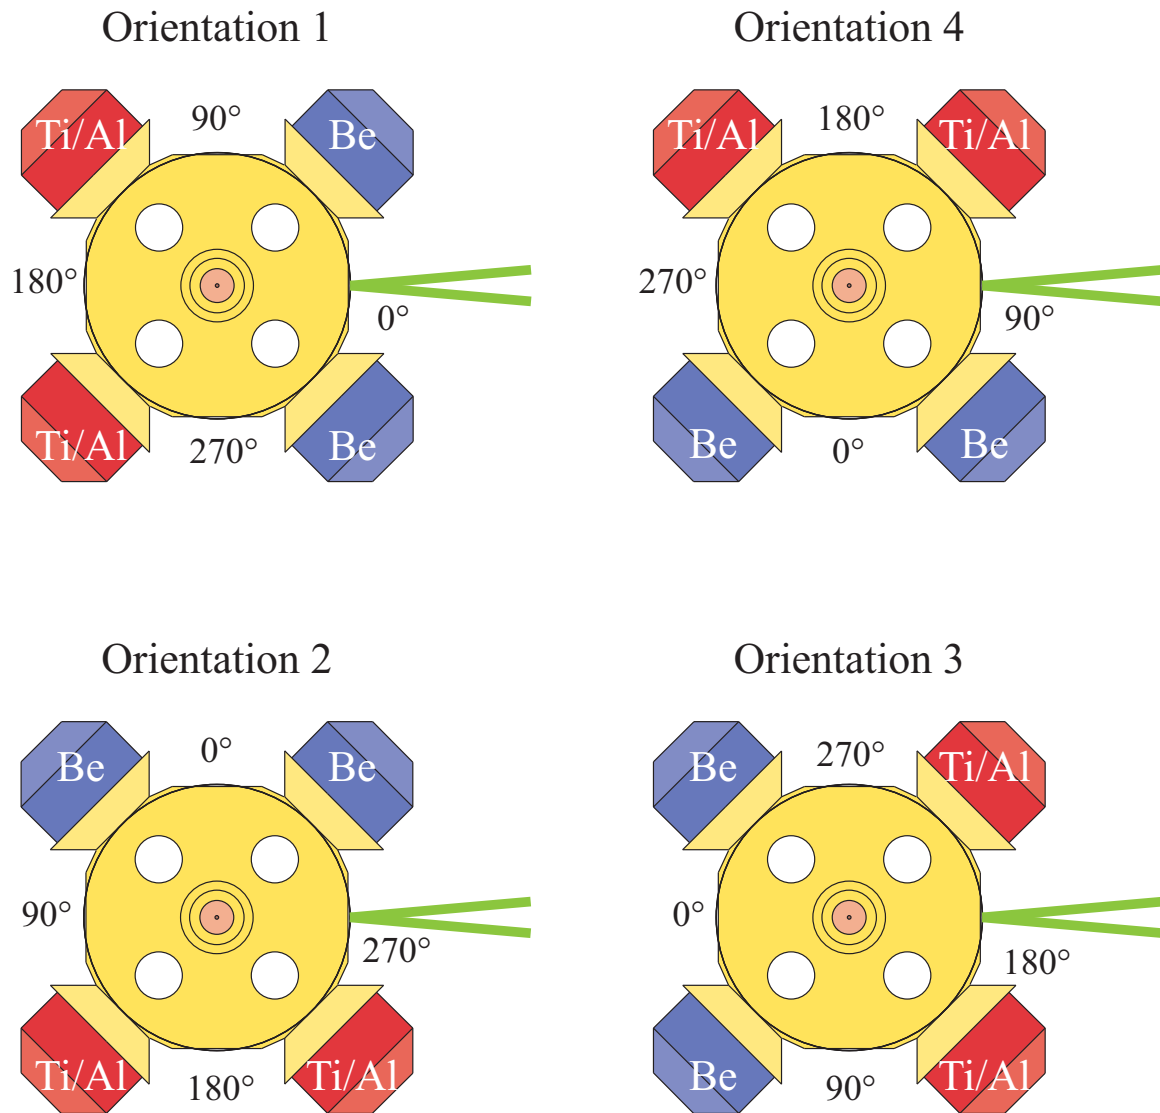 Orientation 1
Ti/Al
90°
Be
180°
0°
Ti/Al
270°
Be
Orientation 4
Ti/Al
180°
Ti/Al
270°
90°
Be
0°
Be
Orientation 2
Be
0°
Be
90°
270°
Ti/Al
180°
Ti/Al
Orientation 3
Be
270°
Ti/Al
0°
180°
Be
90°
Ti/Al